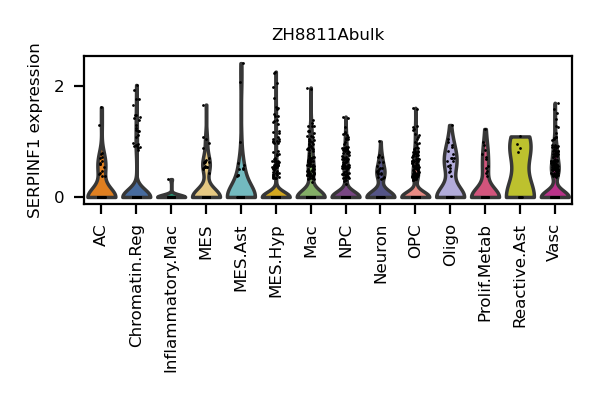 ZH8811Abulk
SERPINF1 expression
2
0
AC
Chromatin.Reg
Inflammatory.Mac
MES
MES.Ast
MES.Hyp
Mac
NPC
Neuron
OPC
Oligo
Prolif.Metab
Reactive.Ast
Vasc